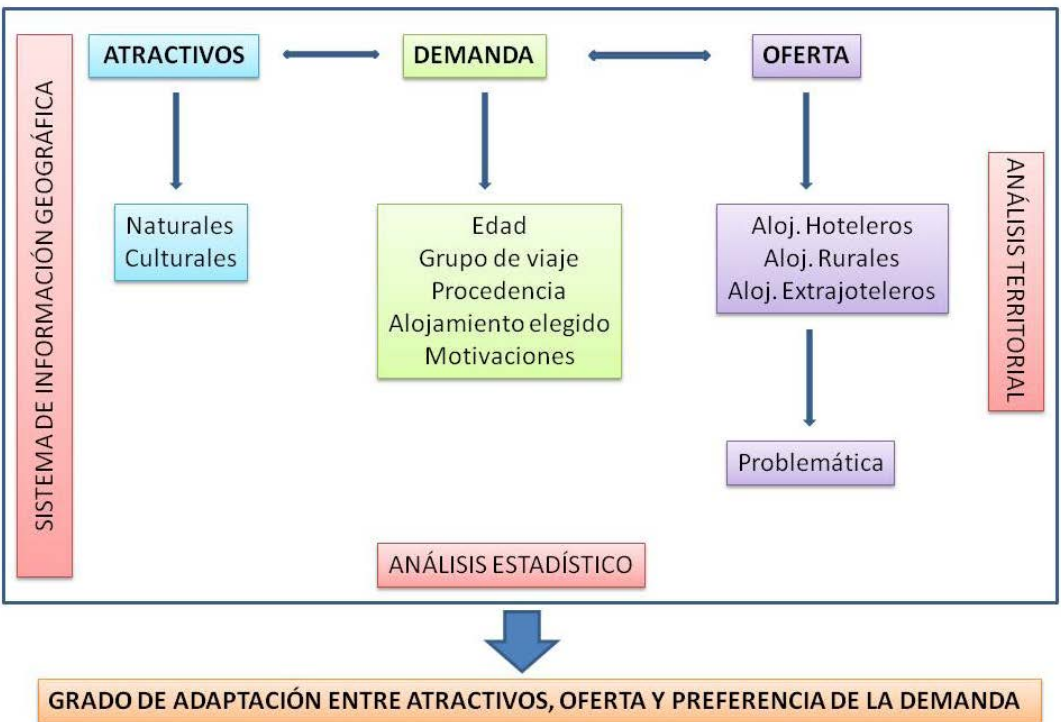 SISTEMA DE INFORMACIÓN GEOGRÁFICA
ATRACTIVOS
DEMANDA
OFERTA
Naturales
Culturales
Edad
Grupo de viaje
Procedencia
Alojamiento elegido
Motivaciones
Aloj. Hoteleros
Aloj. Rurales
Aloj. Extrajoteleros
Problemática
ANÁLISIS TERRITORIAL
ANÁLISIS ESTADÍSTICO
GRADO DE ADAPTACIÓN ENTRE ATRACTIVOS, OFERTA Y PREFERENCIA DE LA DEMANDA